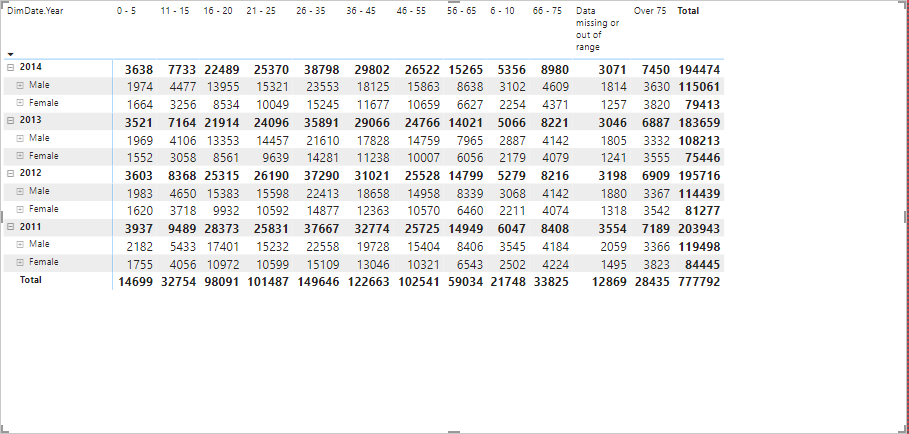 DimDate.Year 0 - 5 11 - 15 16 - 20 21 - 25 26 - 35 36 - 45 46 - 55 56 - 65 6 - 10 66 - 75 Data missing or out of range Over 75 Total
2014 3638 7733 22489 25370 38798 29802 26522 15265 5356 8980 3071 7450 194474
Male 1974 4477 13955 15321 23553 18125 15863 8638 3102 4609 1814 3630 115061
Female 1664 3256 8534 10049 15245 11677 10659 6627 2254 4371 1257 3820 79413
2013 3521 7164 21914 24096 35891 29066 24766 14021 5066 8221 3046 6887 183659
Male 1969 4106 13353 14457 21610 17828 14759 7965 2887 4142 1805 3332 108213
Female 1552 3058 8561 9639 14281 11238 10007 6056 2179 4079 1241 3555 75446
2012 3603 8368 25315 26190 37290 31021 25528 14799 5279 8216 3198 6909 195716
Male 1983 4650 15383 15598 22413 18658 14958 8339 3068 4142 1880 3367 114439
Female 1620 3718 9932 10592 14877 12363 10570 6460 2211 4074 1318 3542 81277
2011 3937 9489 28373 25831 37667 32774 25725 14949 6047 8408 3554 7189 203943
Male 2182 5433 17401 15232 22558 19728 15404 8406 3545 4184 2059 3366 119498
Female 1755 4056 10972 10599 15109 13046 10321 6543 2502 4224 1495 3823 84445
Total 14699 32754 98091 101487 149646 122663 102541 59034 21748 33825 12869 28435 777792